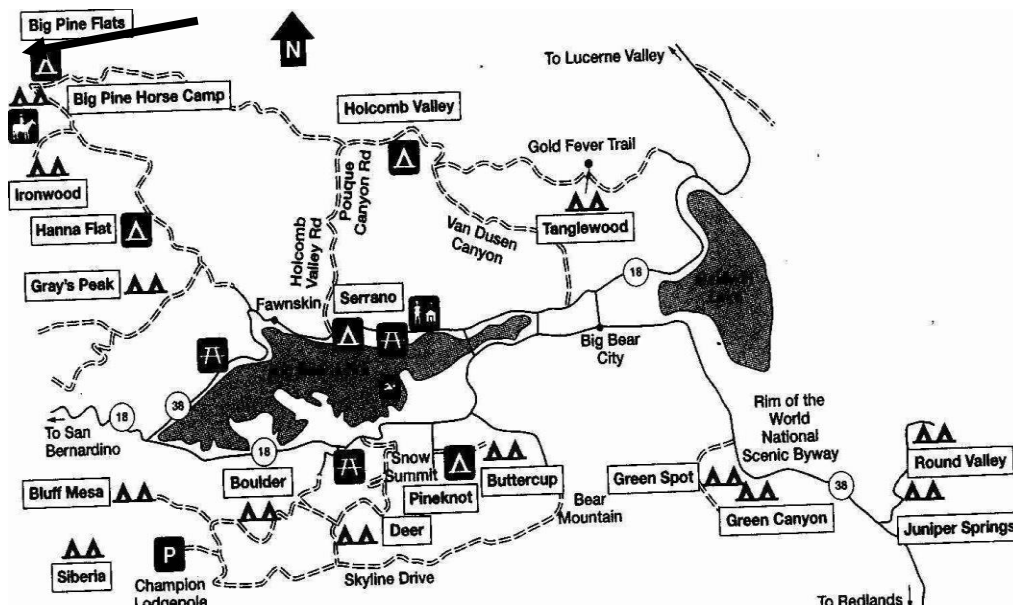 Big Pine Flats
N
To Lucerne Valley
Big Pine Horse Camp
Holcomb Valley
Gold Fever Trail
Ironwood
Pouque
Canyon Rd
Holcomb
Valley Rd
Hanna Flat
Van Dusen
Canyon
Tanglewood
Gray's Peak
18
Fawnskin
Serrano
Big Bear
City
38
18
To San
Bernardino
18
Rim of the
World
National
Scenic Byway
Snow
Summit
Boulder
Bluff Mesa
Pineknot
Buttercup
Green Spot
38
Round Valley
Bear
Mountain
Green Canyon
Juniper Springs
Deer
Siberia
P
Skyline Drive
Champion
Lodgepole
To Redlands